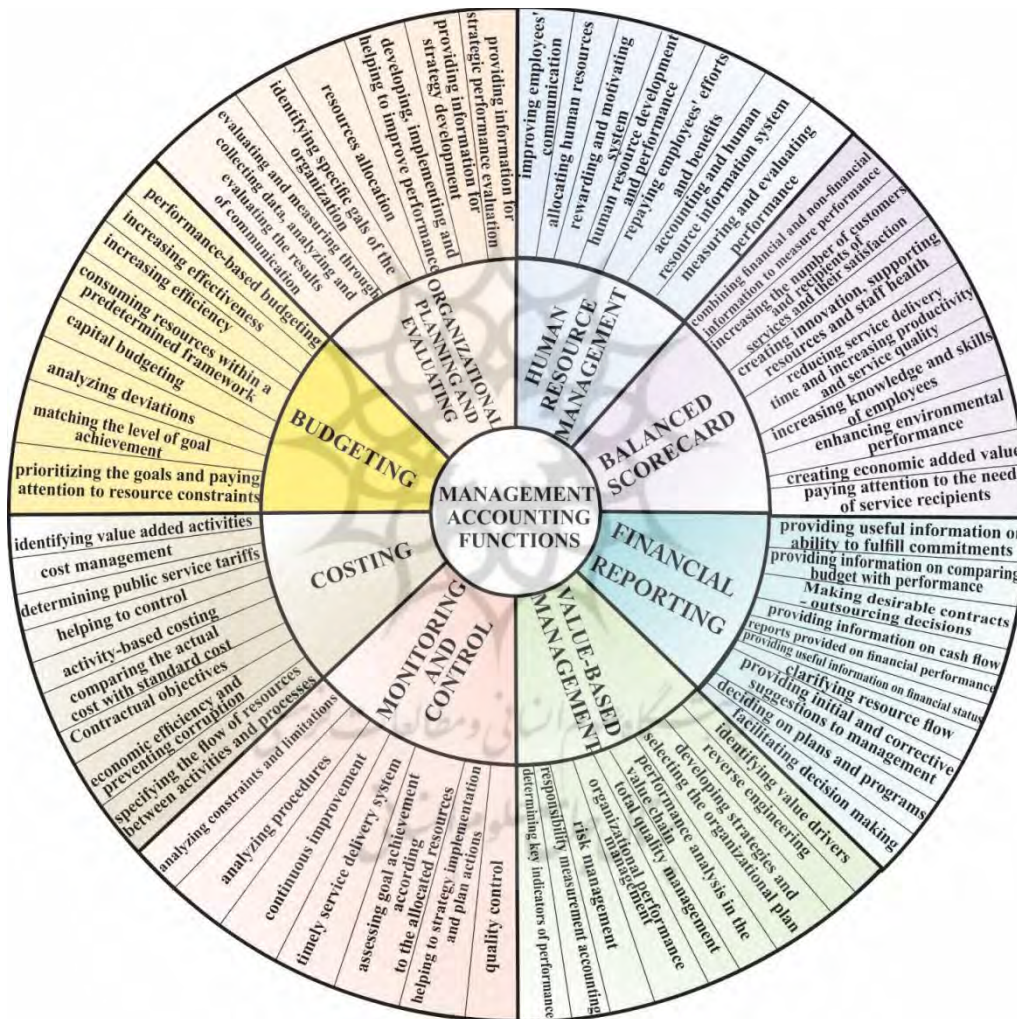 MANAGEMENT
ACCOUNTING
FUNCTIONS
HUMAN
RESOURCE
MANAGEMENT
improving employees'
communication
allocating human resources
rewarding and motivating
system
human resource development
and performance
repaying employees' efforts
and benefits
accounting and human
resource information system
measuring and evaluating
performance
BALANCED
SCORECARD
combining financial and non-financial
information to measure performance
increasing the number of customers
and recipients of
services and their satisfaction
creating innovation, supporting
resources and staff health
reducing service delivery
time and increasing productivity
and service quality
increasing knowledge and skills
of employees
enhancing environmental
performance
creating economic added value
paying attention to the need
of service recipients
FINANCIAL
REPORTING
providing useful information on
ability to fulfill commitments
providing information on comparing
budget with performance
Making desirable contracts
– outsourcing decisions
providing information on cash flow
reports provided on financial performance
providing useful information on financial status
clarifying resource flow
providing initial and corrective
suggestions to management
deciding on plans and programs
facilitating decision making
VALUE-BASED
MANAGEMENT
identifying value drivers
reverse engineering
developing strategies and
selecting the organizational plan
performance analysis in the
value chain
total quality management
organizational performance
management
risk management
responsibility measurement accounting
determining key indicators of performance
MONITORING
AND
CONTROL
quality control
helping to strategy implementation
and plan actions
assessing goal achievement
according
to the allocated resources
timely service delivery system
continuous improvement
analyzing procedures
analyzing constraints and limitations
COSTING
identifying value added activities
cost management
determining public service tariffs
helping to control
activity-based costing
comparing the actual
cost with standard cost
Contractual objectives
economic efficiency and
preventing corruption
specifying the flow of resources
between activities and processes
BUDGETING
performance-based budgeting
increasing effectiveness
increasing efficiency
consuming resources within a
predetermined framework
capital budgeting
analyzing deviations
matching the level of goal
achievement
prioritizing the goals and paying
attention to resource constraints
ORGANIZATIONAL
PLANNING AND
EVALUATING
providing information for
strategic performance evaluation
providing information for
strategy development
developing, implementing and
helping to improve performance
resources allocation
identifying specific goals of the
organization
evaluating and measuring through
collecting data, analyzing and
evaluating the results
of communication